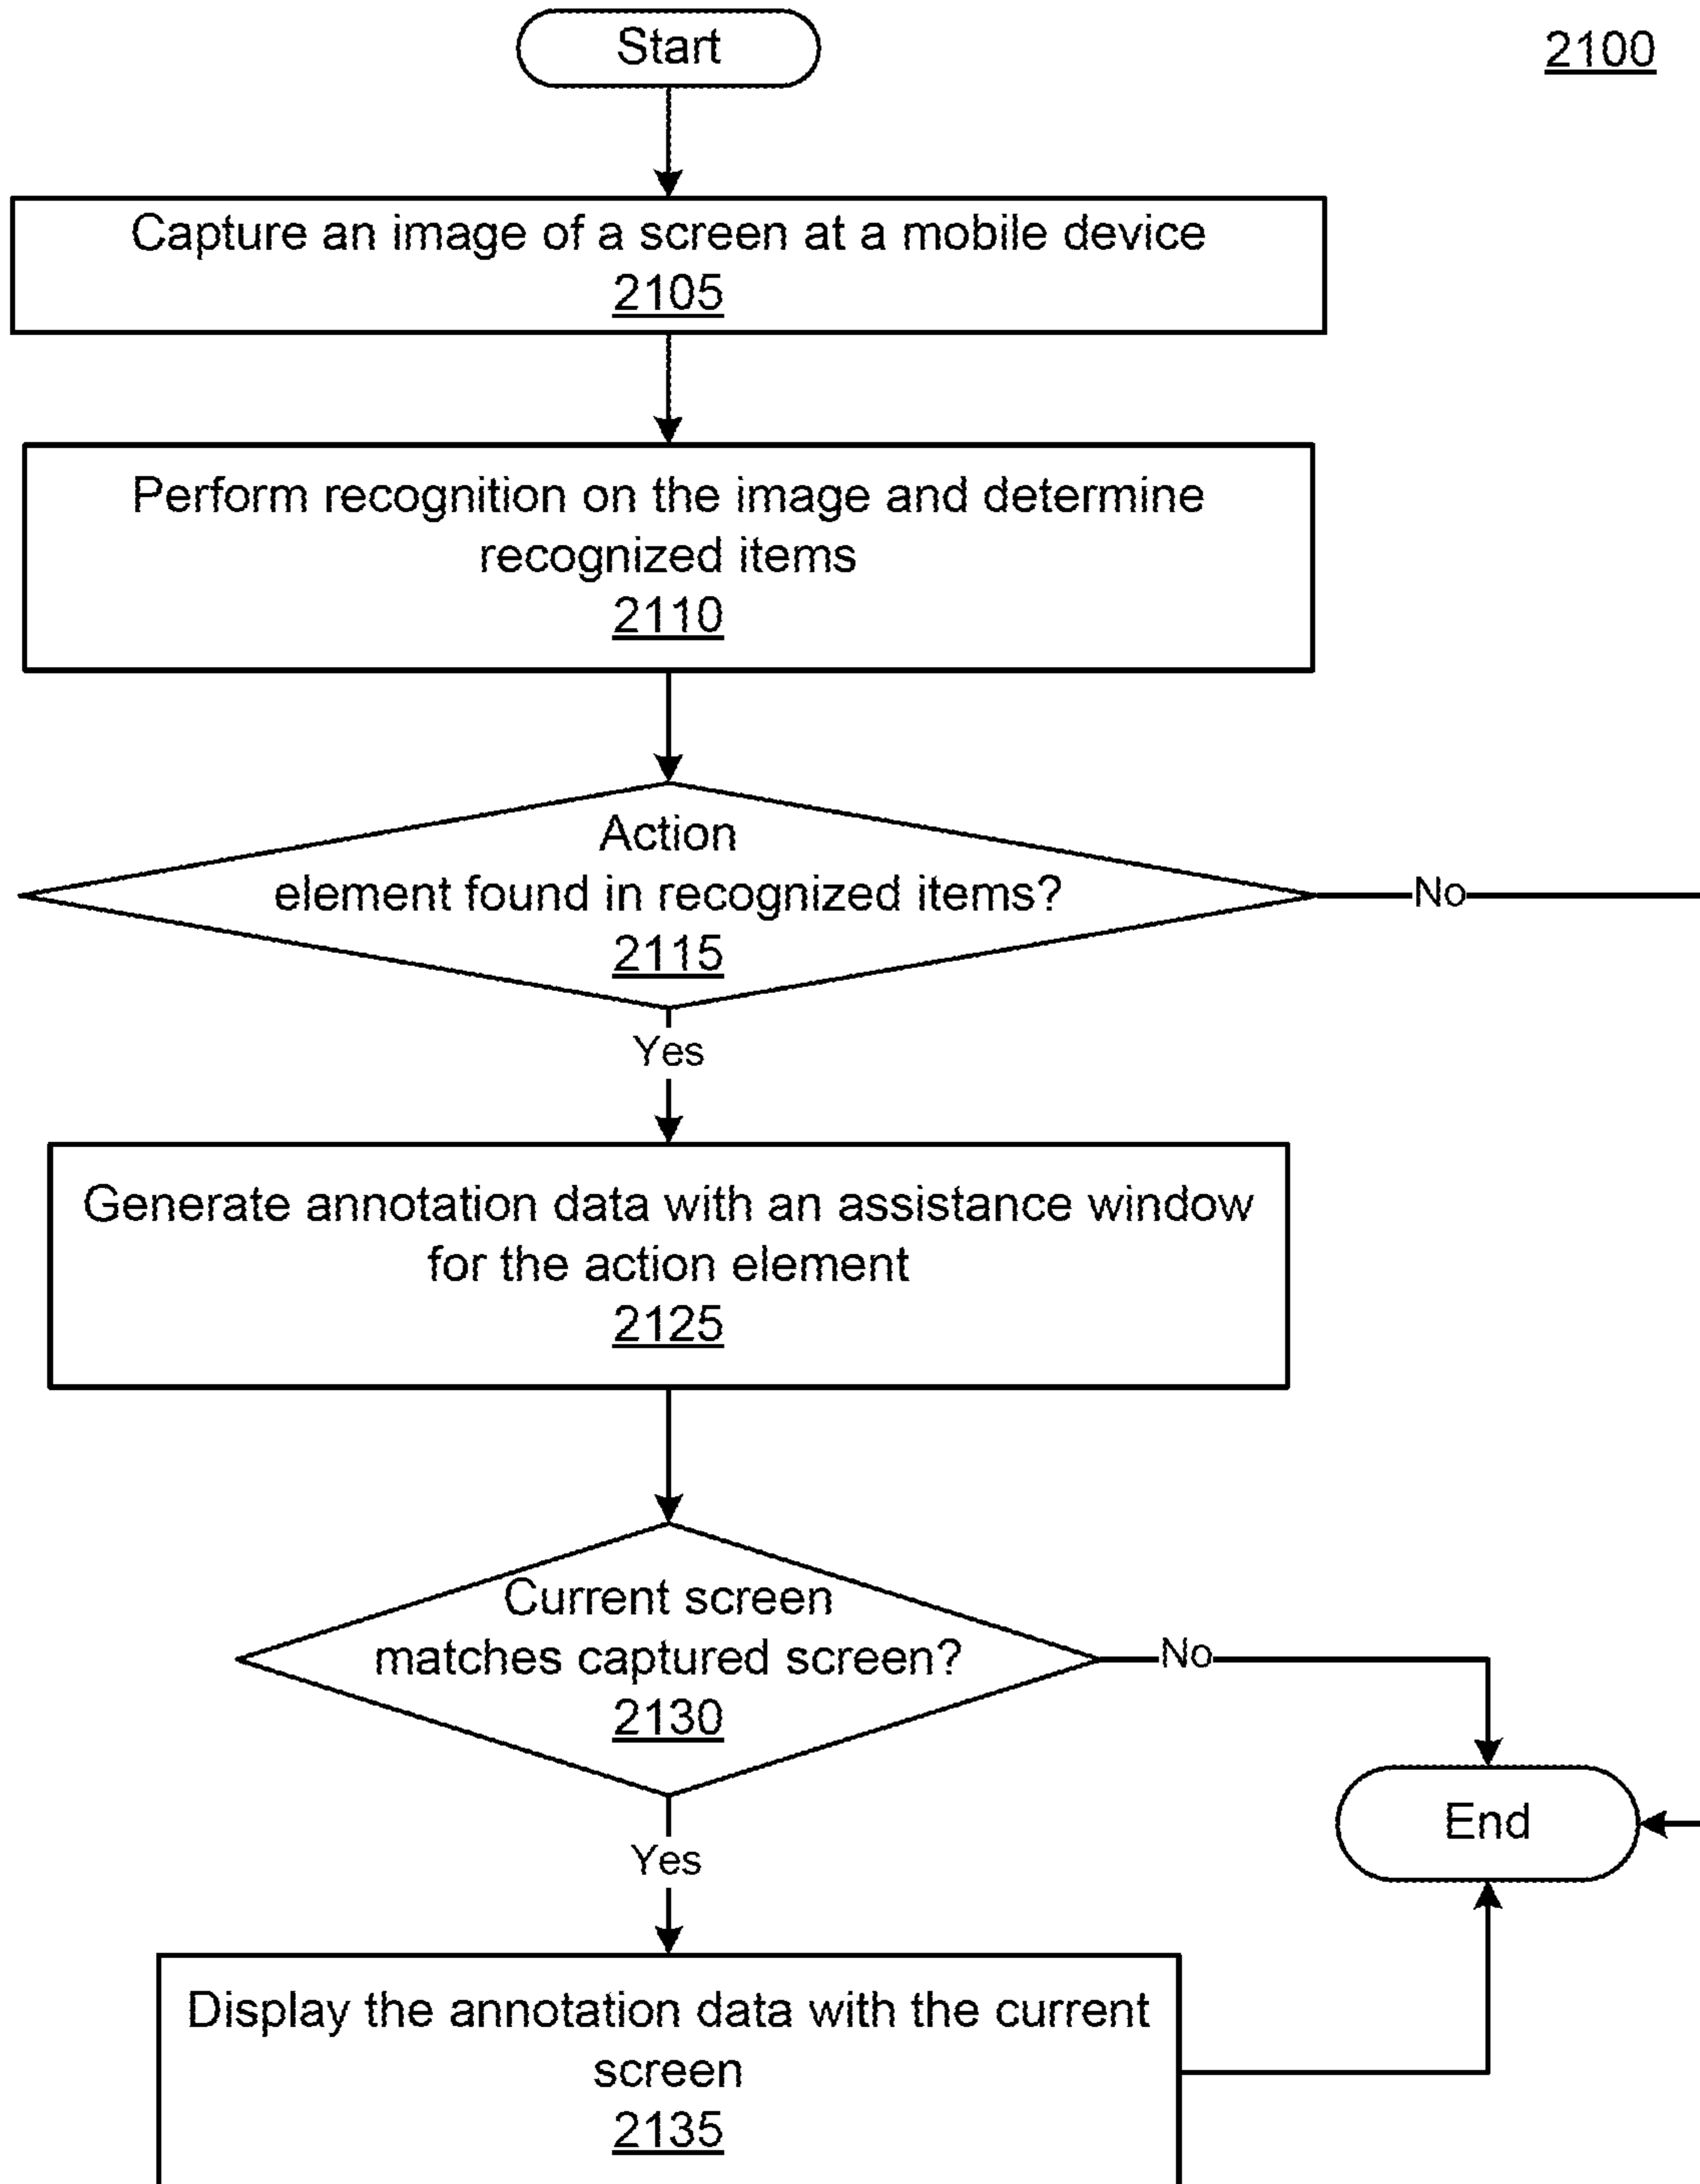 Start
2100
Capture an image of a screen at a mobile device
2105
Perform recognition on the image and determine
recognized items
2110
Action
element found in recognized items?
2115
No
Yes
Generate annotation data with an assistance window
for the action element
2125
Current screen
matches captured screen?
2130
No
End
Yes
Display the annotation data with the current
screen
2135